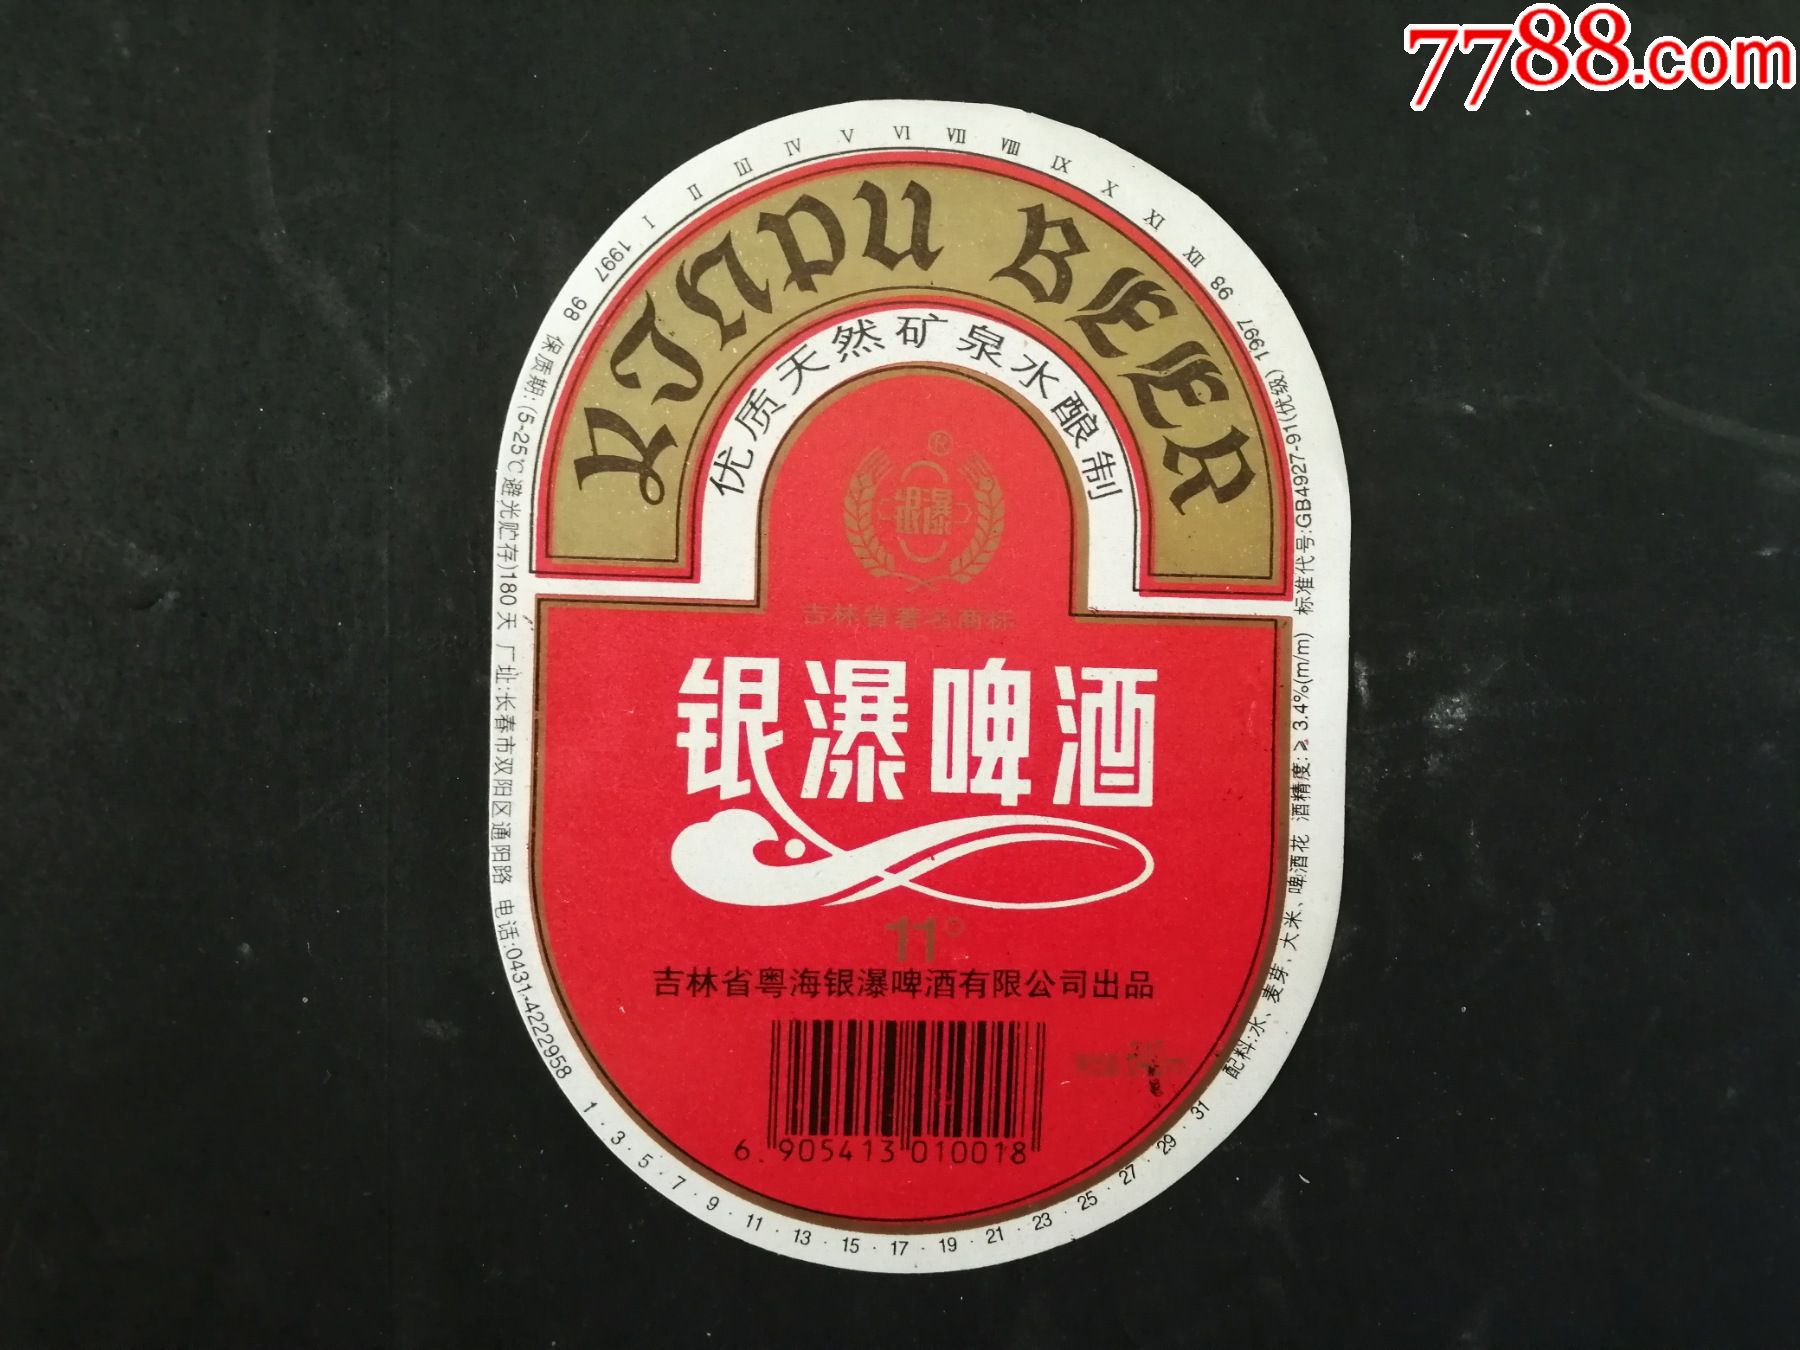 7788.com
98 1997 I II III IV V VI VII VIII IX X XI XII 98 1997
RINPU BEER
优质天然矿泉水酿制
银瀑
®
吉林省著名商标
银瀑啤酒
11°
吉林省粤海银瀑啤酒有限公司出品
6 905413 010018
保质期:(5-25℃避光贮存)180天 厂址:长春市双阳区通阳路 电话:0431-4222958
标准代号:GB4927-91(优级)
酒精度:≥3.4%(m/m)
配料:水、麦芽、大米、啤酒花
1·3·5·7·9·11·13·15·17·19·21·23·25·27·29·31